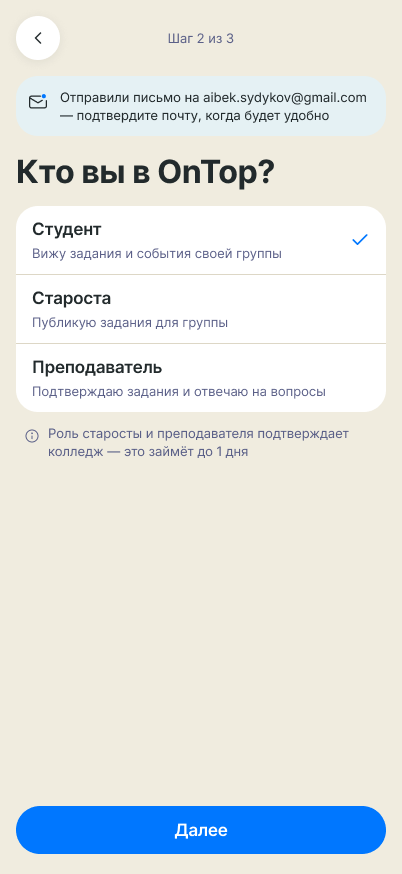 Шаг 2 из 3
Отправили письмо на aibek.sydykov@gmail.com
— подтвердите почту, когда будет удобно
Кто вы в OnTop?
Студент
Вижу задания и события своей группы
Староста
Публикую задания для группы
Преподаватель
Подтверждаю задания и отвечаю на вопросы
Роль старосты и преподавателя подтверждает
колледж — это займёт до 1 дня
Далее